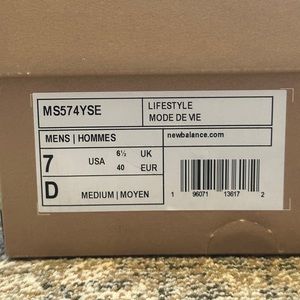 MS574YSE
LIFESTYLE
MODE DE VIE
MENS | HOMMES
newbalance.com
7 USA 6½ UK
40 EUR
D MEDIUM | MOYEN
1 96071 13617 2